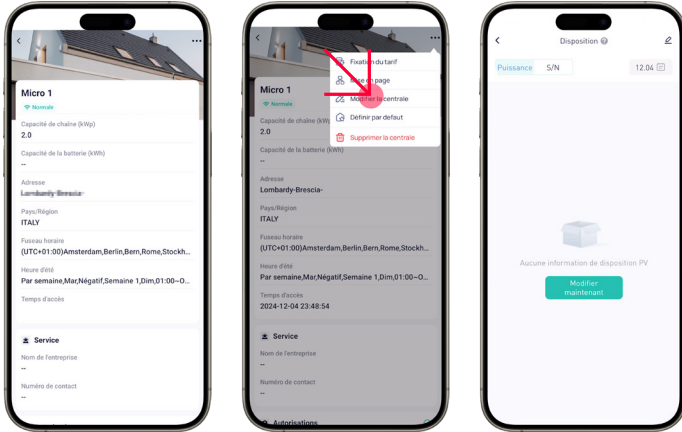 Micro 1
Normale
Capacité de chaîne (kWp)
2.0
Capacité de la batterie (kWh)
--
Adresse
Pays/Région
ITALY
Fuseau horaire
(UTC+01:00)Amsterdam,Berlin,Bern,Rome,Stockh...
Heure d'été
Par semaine,Mar,Négatif,Semaine 1,Dim,01:00~O...
Temps d'accès
Service
Nom de l'entreprise
--
Numéro de contact
--
Fixation du tarif
Mise en page
Modifier la centrale
Définir par defaut
Supprimer la centrale
Micro 1
Normale
Capacité de chaîne (kWp)
2.0
Capacité de la batterie (kWh)
--
Adresse
Lombardy-Brescia-
Pays/Région
ITALY
Fuseau horaire
(UTC+01:00)Amsterdam,Berlin,Bern,Rome,Stockh...
Heure d'été
Par semaine,Mar,Négatif,Semaine 1,Dim,01:00~O...
Temps d'accès
2024-12-04 23:48:54
Service
Nom de l'entreprise
--
Numéro de contact
--
Autorisations
Disposition
Puissance S/N 12.04
Aucune information de disposition PV
Modifier
maintenant